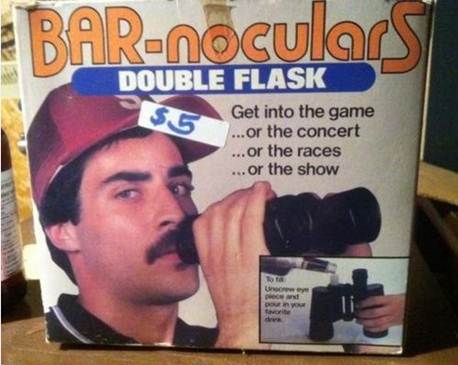 BAR-noculars
DOUBLE FLASK
$5
Get into the game
...or the concert
...or the races
...or the show
To fill:
Unscrew eye
piece and
pour in your
favorite
drink.